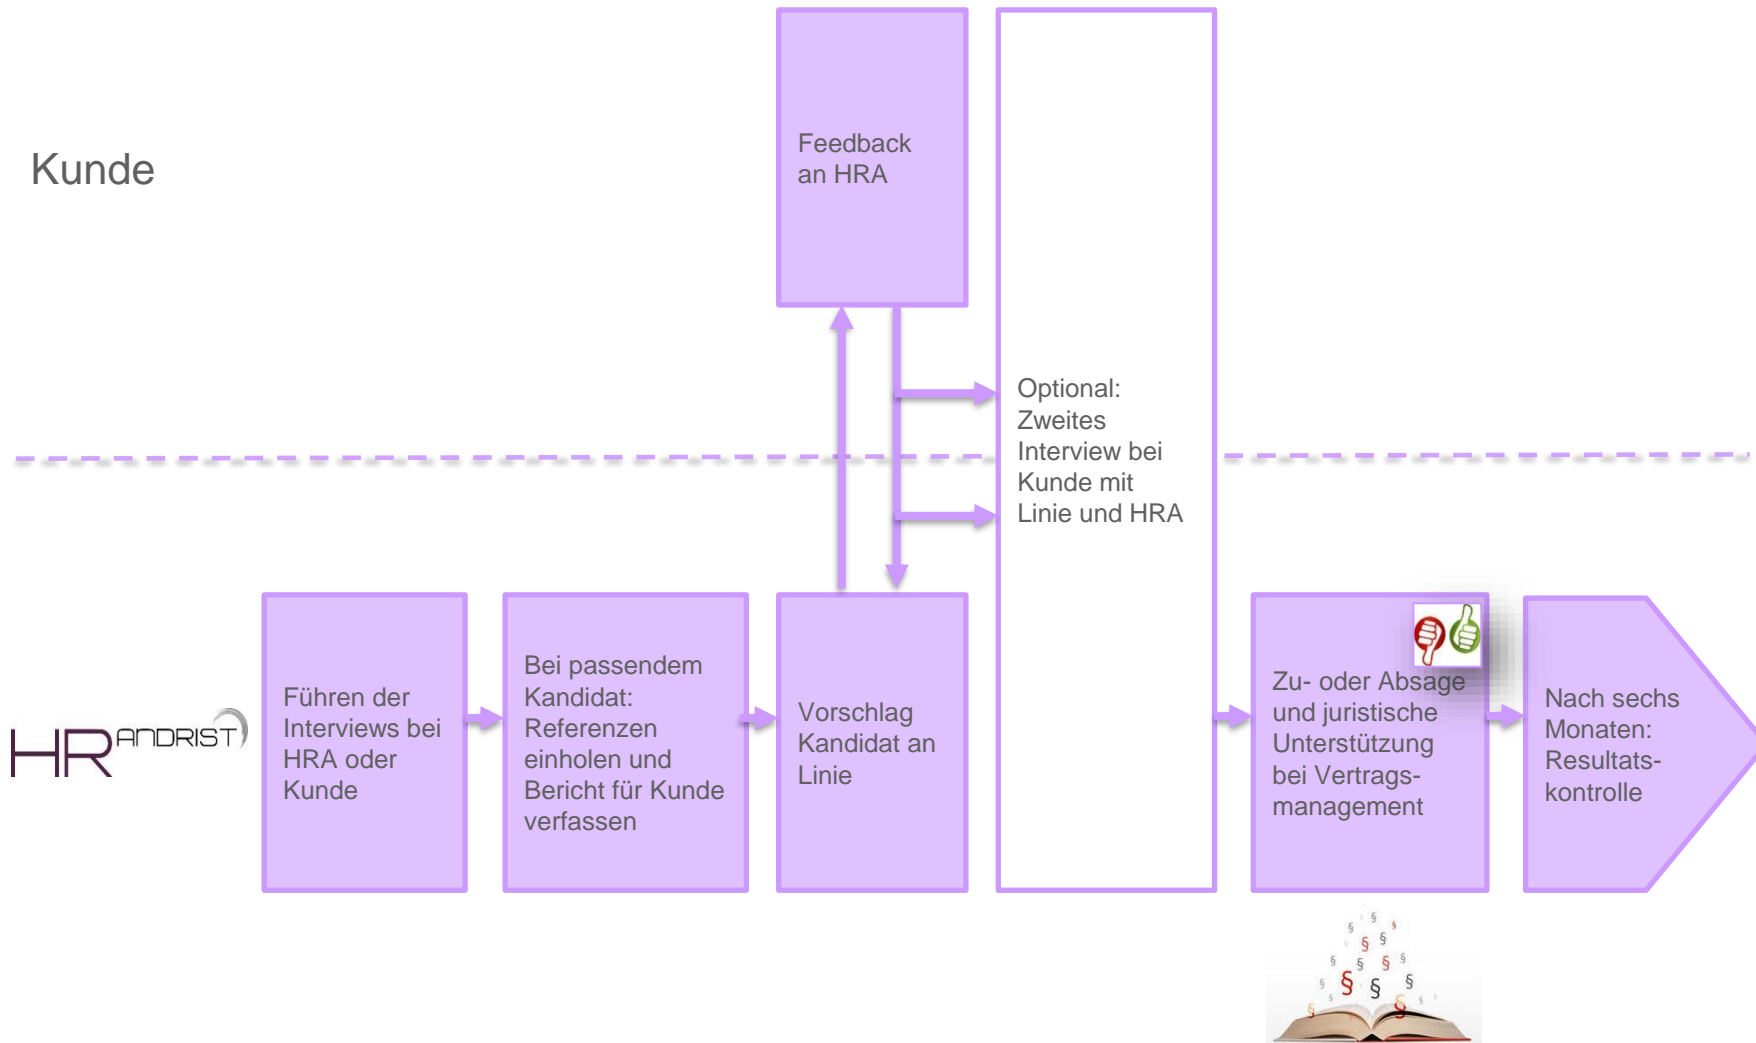 Kunde
Feedback
an HRA
Optional:
Zweites
Interview bei
Kunde mit
Linie und HRA
HR ANDRIST
Führen der
Interviews bei
HRA oder
Kunde
Bei passendem
Kandidat:
Referenzen
einholen und
Bericht für Kunde
verfassen
Vorschlag
Kandidat an
Linie
Zu- oder Absage
und juristische
Unterstützung
bei Vertrags-
management
Nach sechs
Monaten:
Resultats-
kontrolle